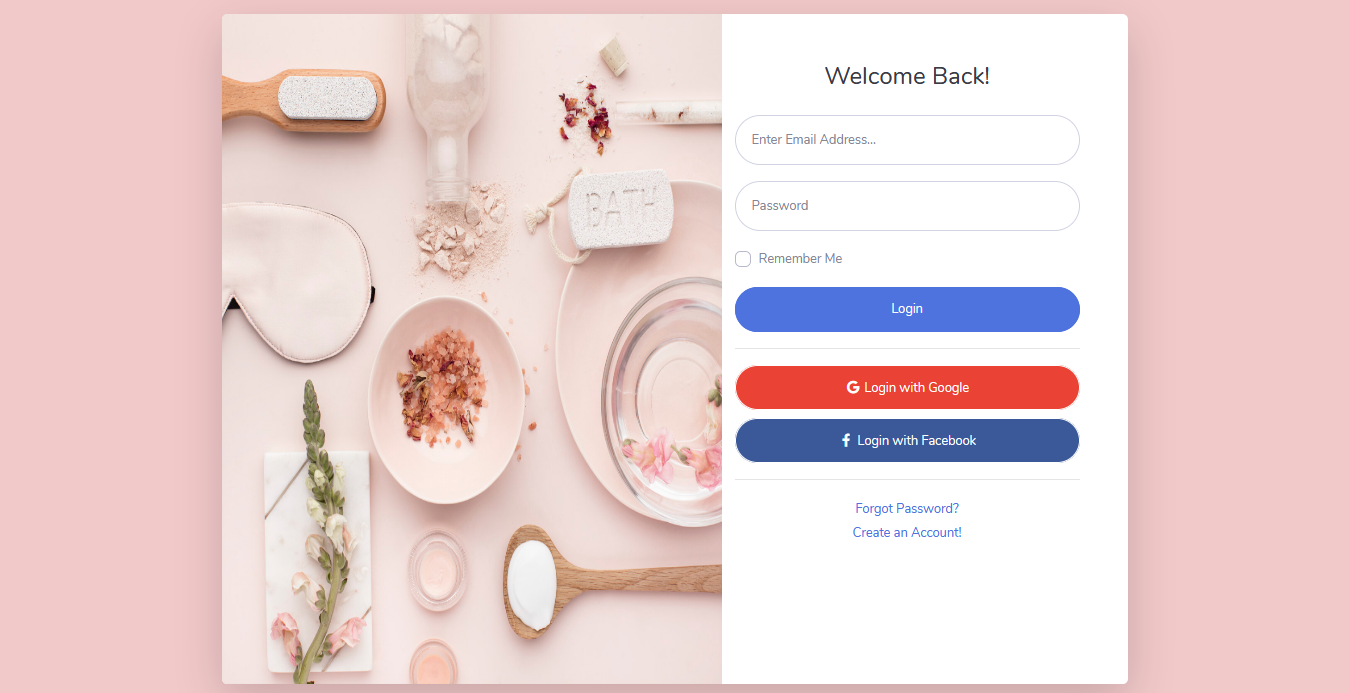 Welcome Back!
BATH
Enter Email Address...
Password
Remember Me
Login
Login with Google
Login with Facebook
Forgot Password?
Create an Account!